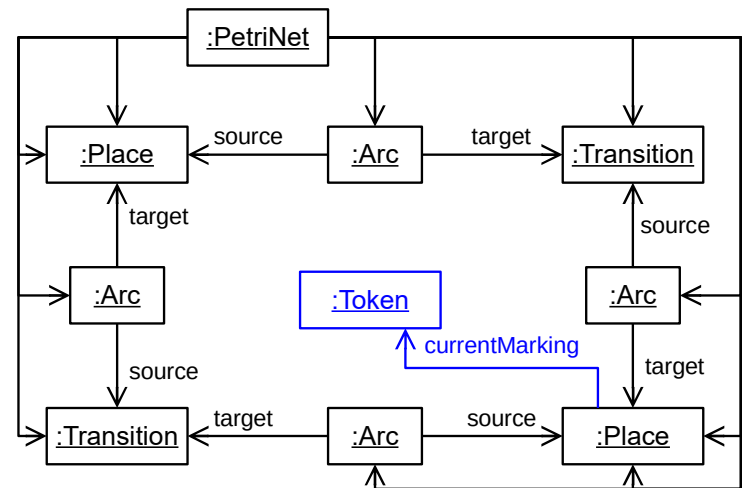 :PetriNet
:Place
source
:Arc
target
:Transition
target
source
:Arc
:Token
:Arc
currentMarking
source
target
:Transition
target
:Arc
source
:Place